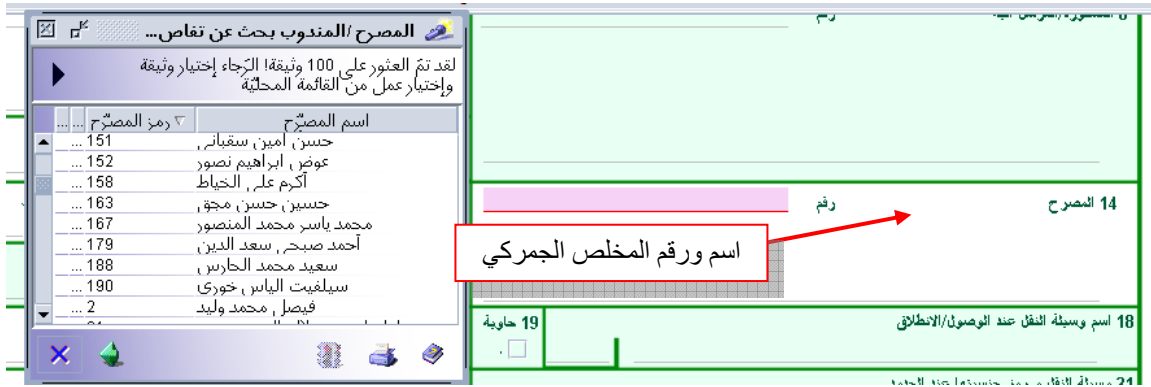 المصرح /المندوب بحث عن تفاص...
لقد تمّ العثور على 100 وثيقة! الرّجاء إختيار وثيقة
وإختيار عمل من القائمة المحليّة
اسم المصرّح رمز المصرّح ... ...
حسن أمين سقباني 151 ...
عوض ابراهيم نصور 152 ...
أكرم علي الخياط 158 ...
حسين حسن مجق 163 ...
محمد ياسر محمد المنصور 167 ...
أحمد صبحي سعد الدين 179 ...
سعيد محمد الحارس 188 ...
سيلفيت الياس خوري 190 ...
فيصل محمد وليد 2 ...
رقم
14 المصرح رقم
اسم ورقم المخلص الجمركي
18 اسم وسيلة النقل عند الوصول/الانطلاق
19 حاوية